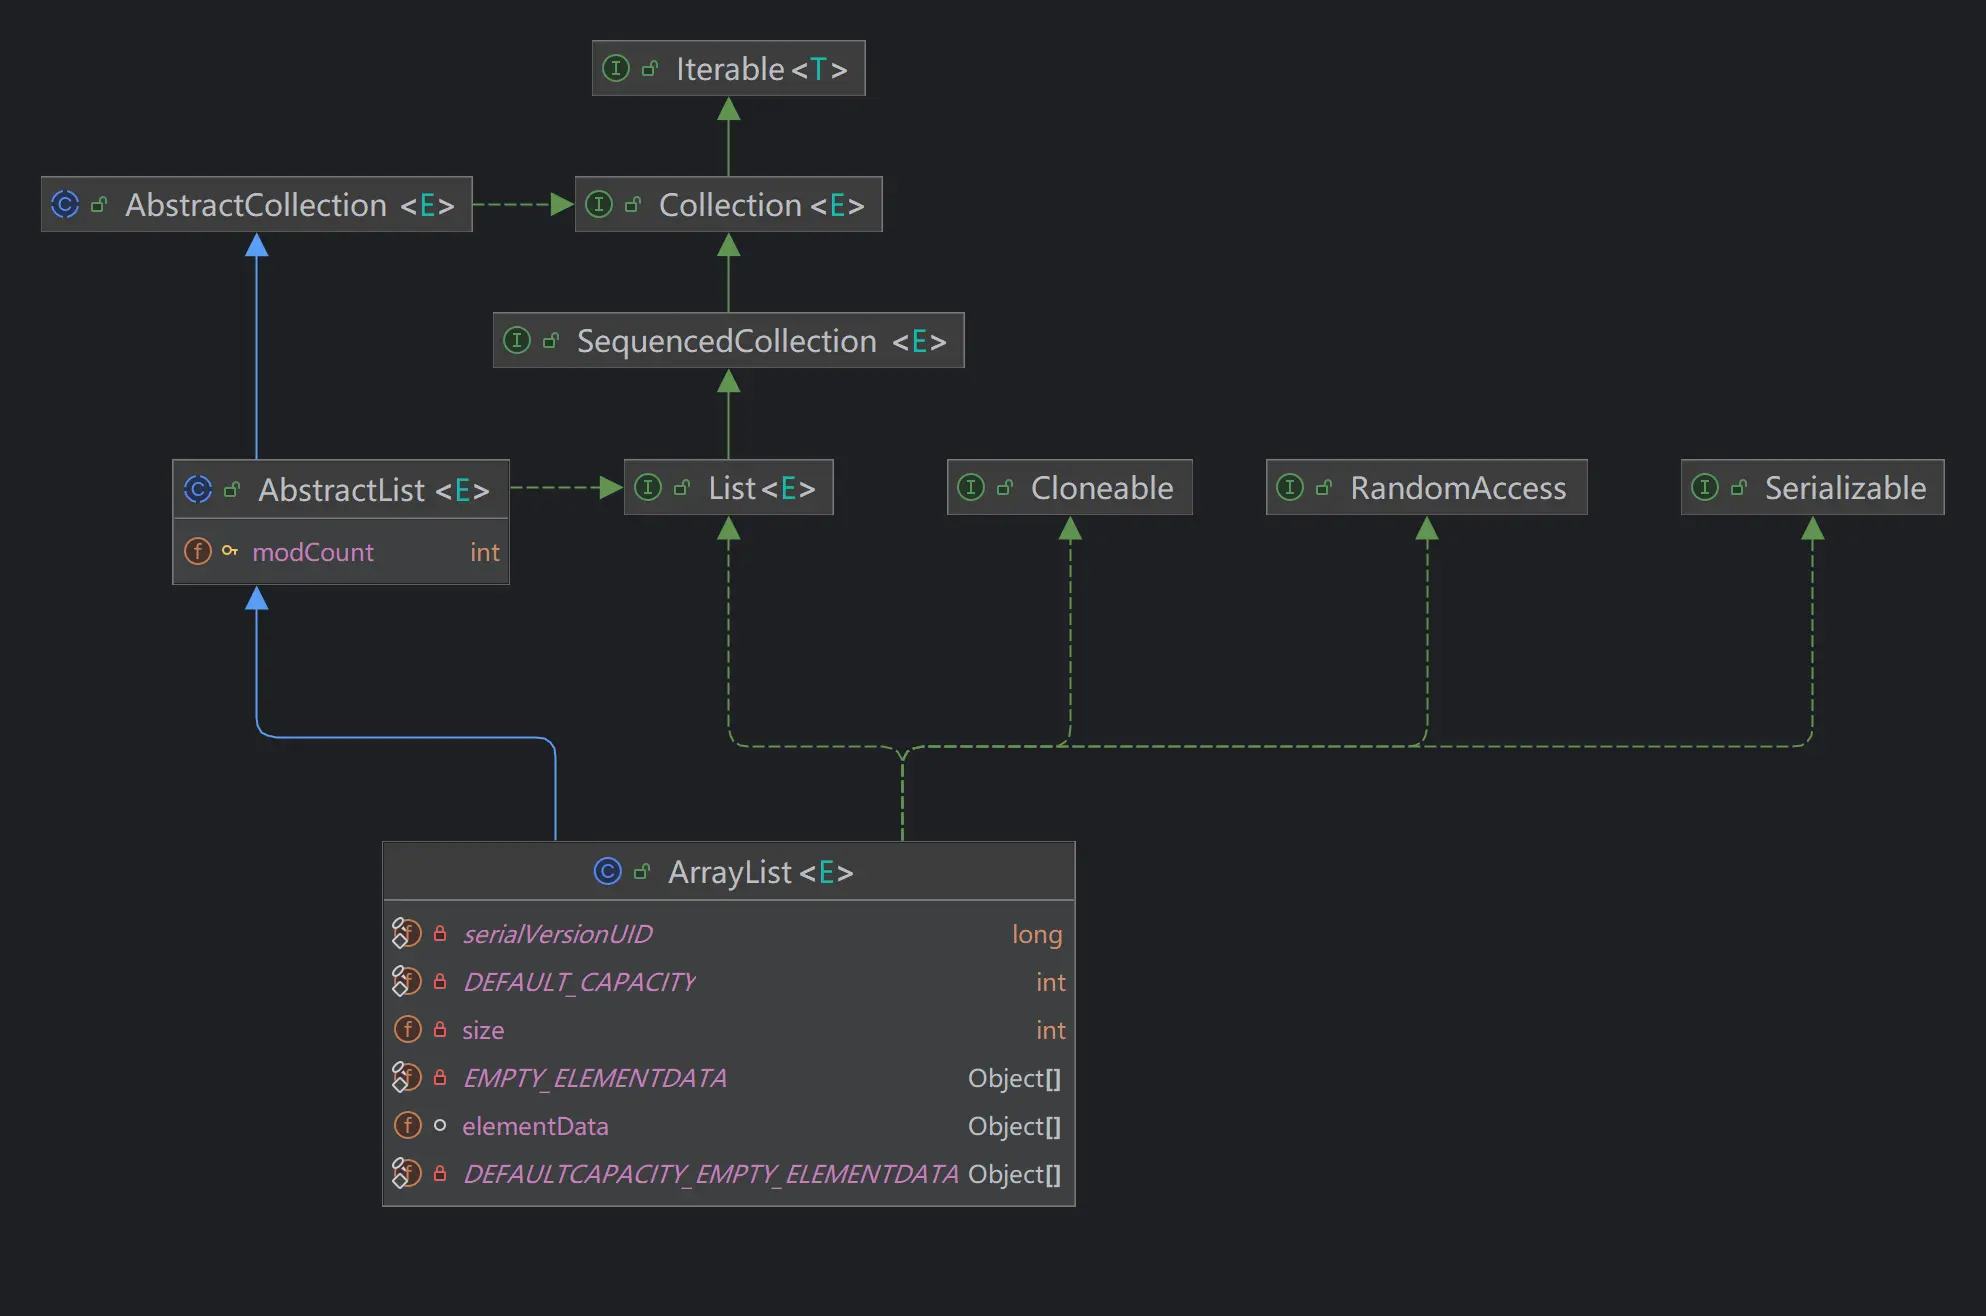 Iterable<T>
AbstractCollection <E>
Collection<E>
SequencedCollection <E>
AbstractList <E>
modCount int
List<E>
Cloneable
RandomAccess
Serializable
ArrayList<E>
serialVersionUID long
DEFAULT_CAPACITY int
size int
EMPTY_ELEMENTDATA Object[]
elementData Object[]
DEFAULTCAPACITY_EMPTY_ELEMENTDATA Object[]